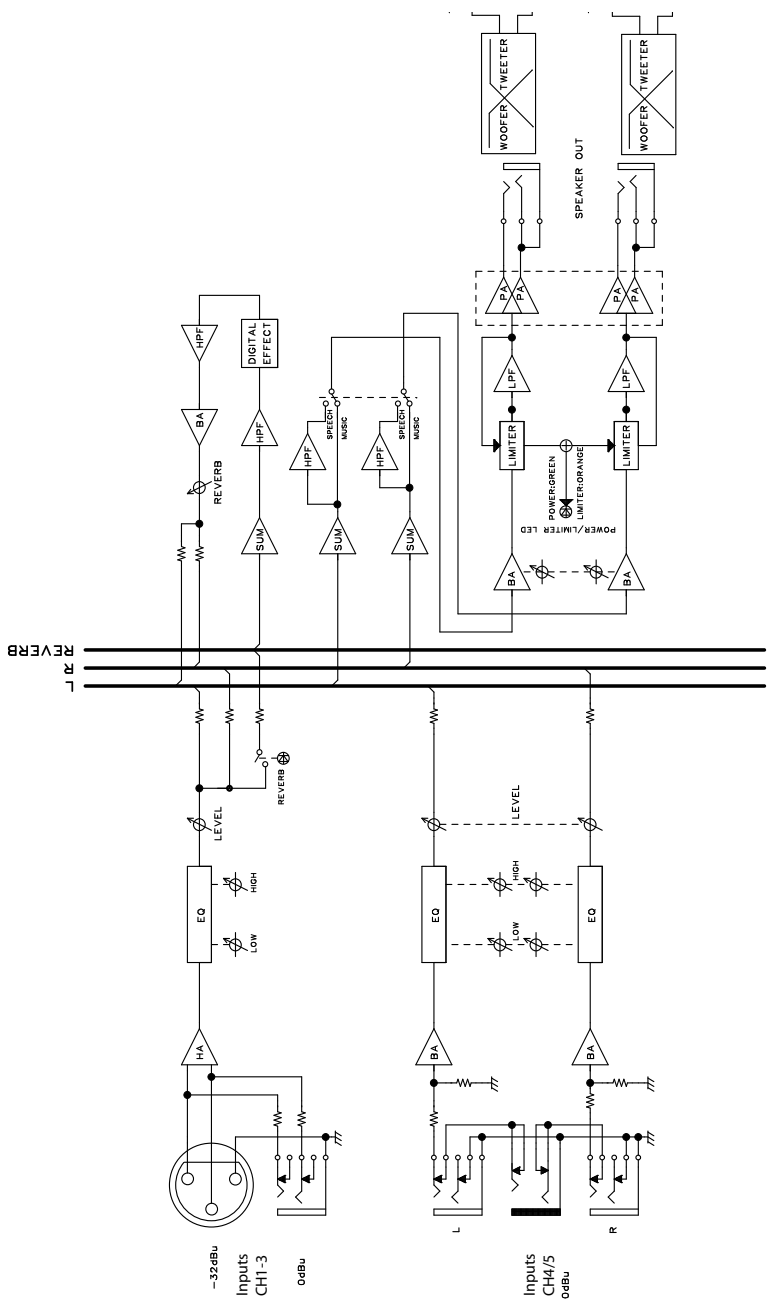 WOOFER TWEETER
WOOFER TWEETER
SPEAKER OUT
PA
PA
PA
PA
HPF
DIGITAL
EFFECT
BA
HPF
REVERB
SUM
HPF
SPEECH
MUSIC
HPF
SPEECH
MUSIC
SUM
SUM
LPF
LPF
LIMITER
LIMITER
POWER:GREEN
LIMITER:ORANGE
POWER/LIMITER LED
BA
BA
REVERB
R
L
REVERB
LEVEL
EQ
HIGH
LOW
HA
LEVEL
EQ
HIGH
LOW
EQ
BA
BA
-32dBu
Inputs
CH1-3
0dBu
L
Inputs
CH4/5
0dBu
R